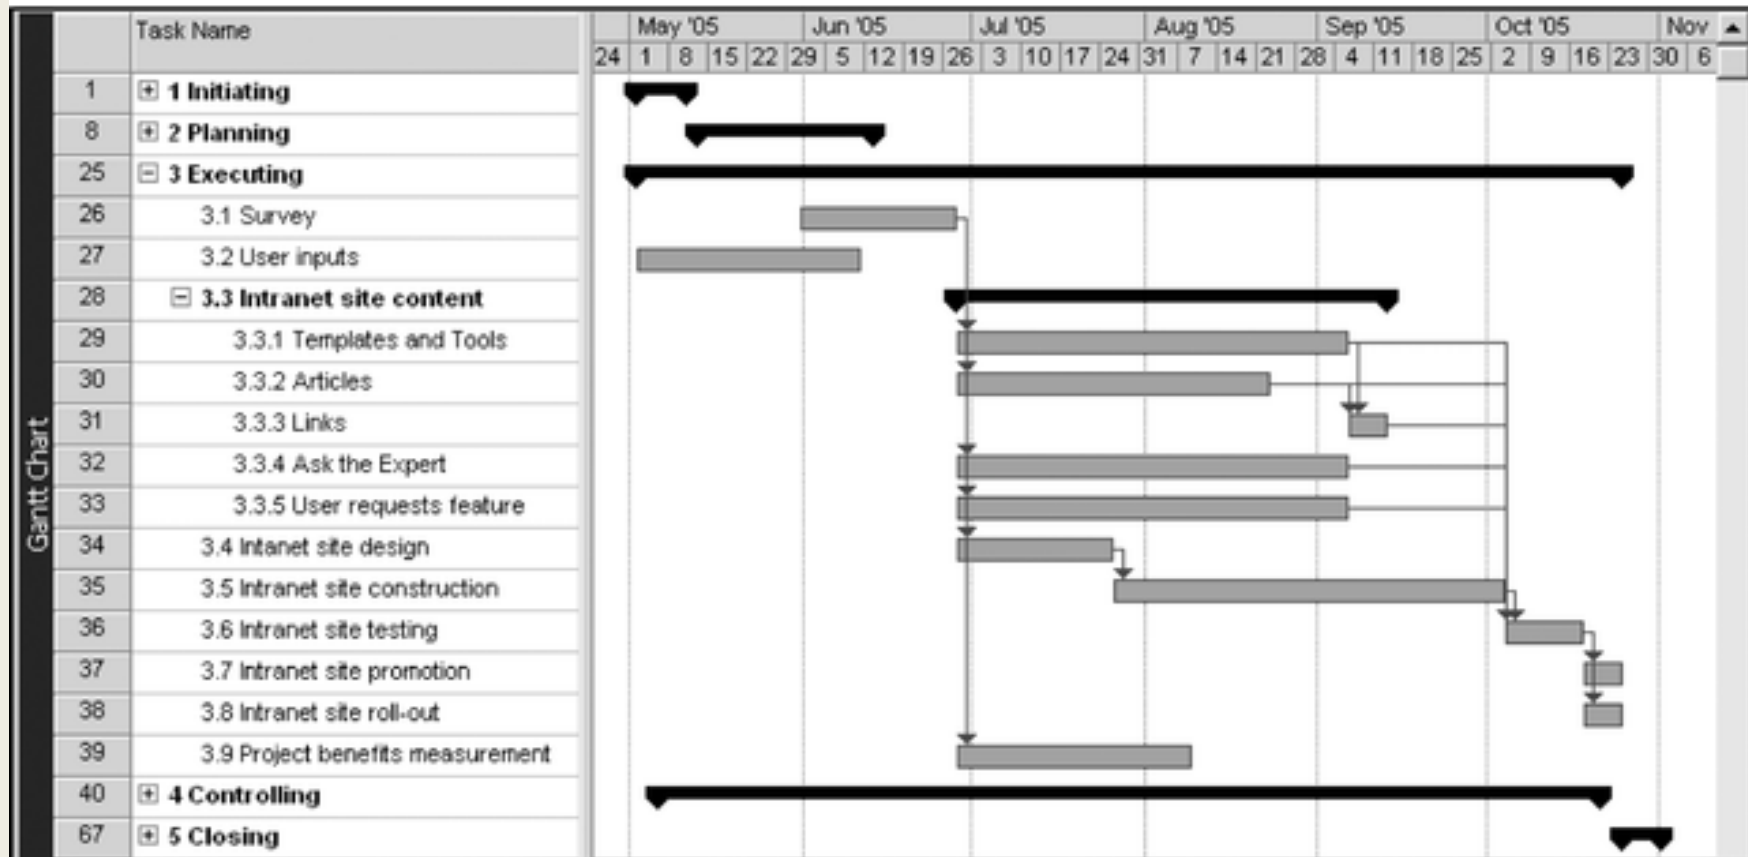 Task Name
May '05 Jun '05 Jul '05 Aug '05 Sep '05 Oct '05 Nov
24 1 8 15 22 29 5 12 19 26 3 10 17 24 31 7 14 21 28 4 11 18 25 2 9 16 23 30 6
1 1 Initiating
8 2 Planning
25 3 Executing
26 3.1 Survey
27 3.2 User inputs
28 3.3 Intranet site content
29 3.3.1 Templates and Tools
30 3.3.2 Articles
31 3.3.3 Links
32 3.3.4 Ask the Expert
33 3.3.5 User requests feature
34 3.4 Intanet site design
35 3.5 Intranet site construction
36 3.6 Intranet site testing
37 3.7 Intranet site promotion
38 3.8 Intranet site roll-out
39 3.9 Project benefits measurement
40 4 Controlling
67 5 Closing
Gantt Chart